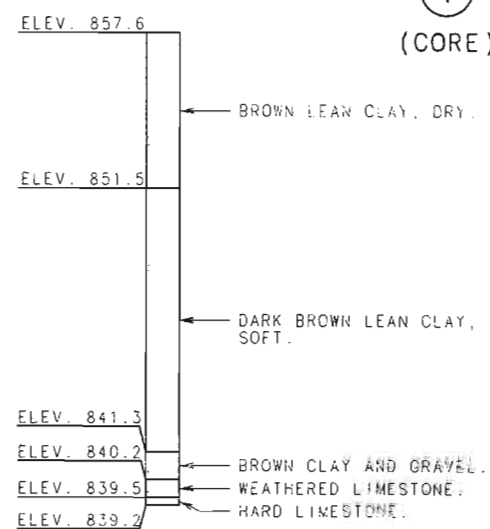 (CORE)
ELEV. 857.6
BROWN LEAN CLAY, DRY.
ELEV. 851.5
DARK BROWN LEAN CLAY,
SOFT.
ELEV. 841.3
ELEV. 840.2
BROWN CLAY AND GRAVEL.
ELEV. 839.5
WEATHERED LIMESTONE.
HARD LIMESTONE.
ELEV. 839.2